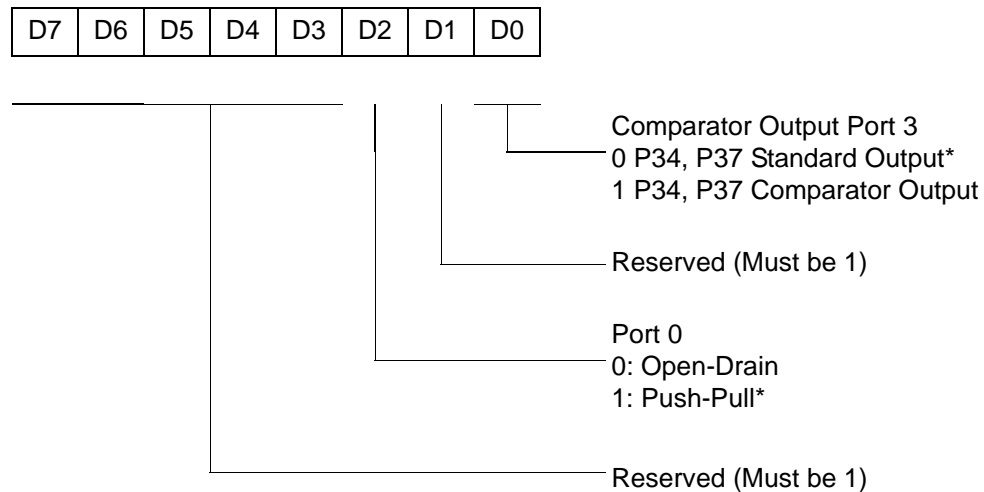 D7 D6 D5 D4 D3 D2 D1 D0
Comparator Output Port 3
0 P34, P37 Standard Output*
1 P34, P37 Comparator Output
Reserved (Must be 1)
Port 0
0: Open-Drain
1: Push-Pull*
Reserved (Must be 1)